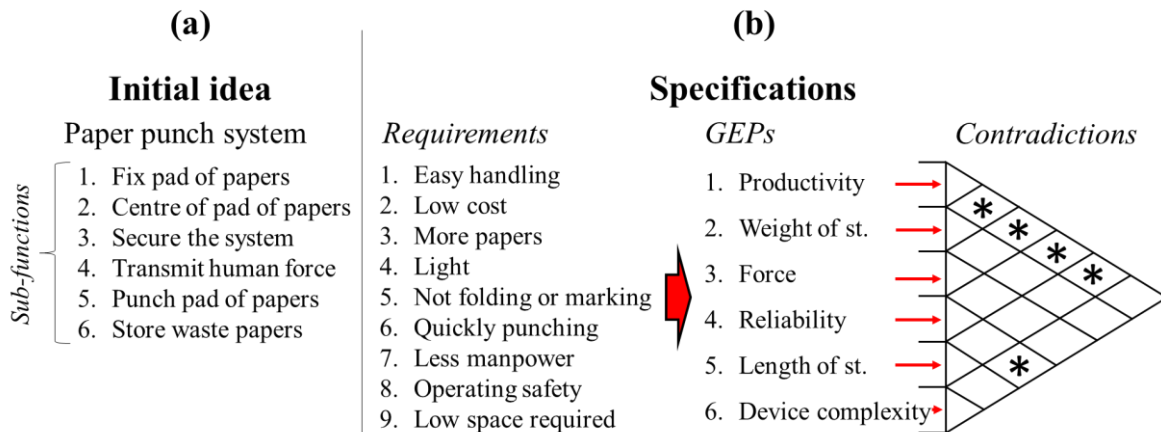 (a)
Initial idea
Paper punch system
Sub-functions
1. Fix pad of papers
2. Centre of pad of papers
3. Secure the system
4. Transmit human force
5. Punch pad of papers
6. Store waste papers
(b)
Specifications
Requirements
1. Easy handling
2. Low cost
3. More papers
4. Light
5. Not folding or marking
6. Quickly punching
7. Less manpower
8. Operating safety
9. Low space required
GEPs
1. Productivity
2. Weight of st.
3. Force
4. Reliability
5. Length of st.
6. Device complexity
Contradictions
*
*
*
*
*